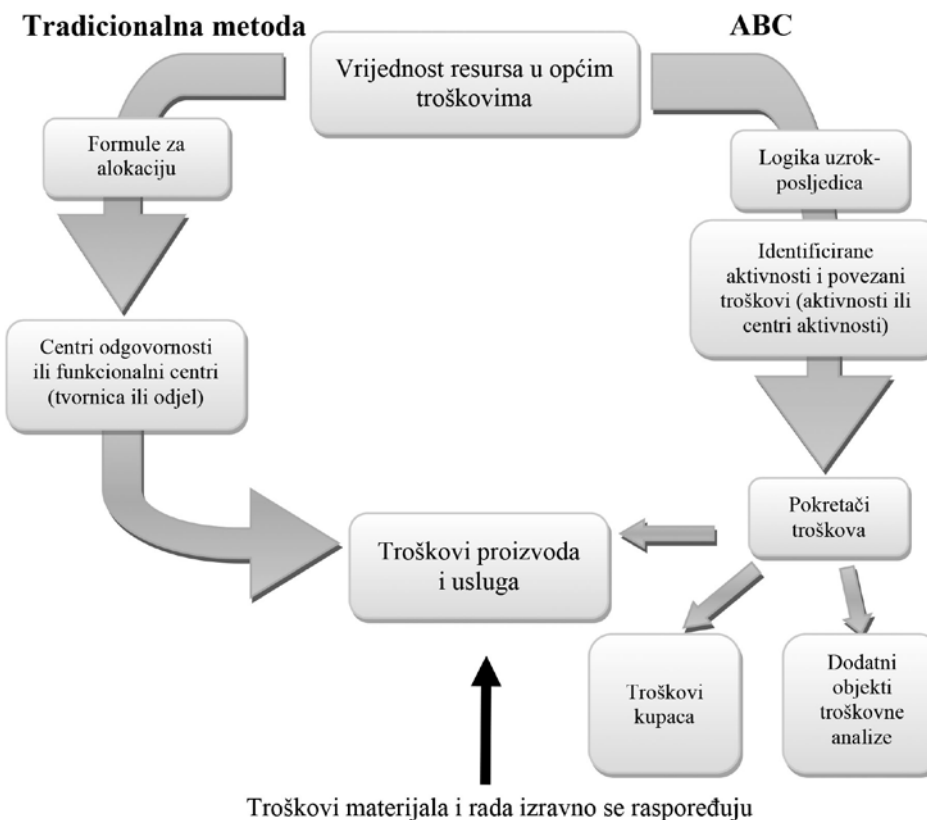 Tradicionalna metoda
ABC
Vrijednost resursa u općim
troškovima
Formule za
alokaciju
Logika uzrok-
posljedica
Identificirane
aktivnosti i povezani
troškovi (aktivnosti ili
centri aktivnosti)
Centri odgovornosti
ili funkcionalni centri
(tvornica ili odjel)
Pokretači
troškova
Troškovi proizvoda
i usluga
Troškovi
kupaca
Dodatni
objekti
troškovne
analize
Troškovi materijala i rada izravno se raspoređuju